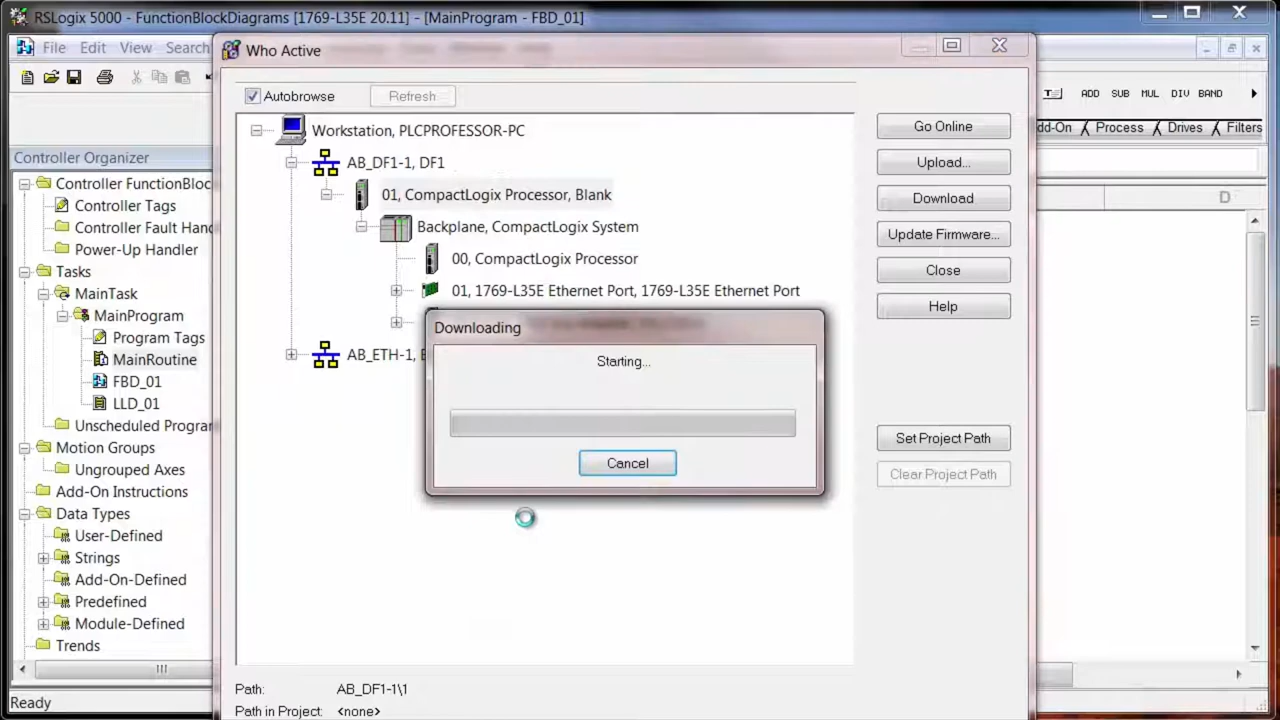 RSLogix 5000 - FunctionBlockDiagrams [1769-L35E 20.11] - [MainProgram - FBD_01]
File Edit View Search
Who Active
Autobrowse
Refresh
Workstation, PLCPROFESSOR-PC
AB_DF1-1, DF1
01, CompactLogix Processor, Blank
Backplane, CompactLogix System
00, CompactLogix Processor
01, 1769-L35E Ethernet Port, 1769-L35E Ethernet Port
AB_ETH-1, E
Go Online
Upload...
Download
Update Firmware...
Close
Help
Set Project Path
Clear Project Path
Downloading
Starting...
Cancel
Path: AB_DF1-1\1
Path in Project: <none>
ADD SUB MUL DIV BAND
dd-On Process Drives Filters
D
Controller Organizer
Controller FunctionBloc
Controller Tags
Controller Fault Hand
Power-Up Handler
Tasks
MainTask
MainProgram
Program Tags
MainRoutine
FBD_01
LLD_01
Unscheduled Program
Motion Groups
Ungrouped Axes
Add-On Instructions
Data Types
User-Defined
Strings
Add-On-Defined
Predefined
Module-Defined
Trends
Ready